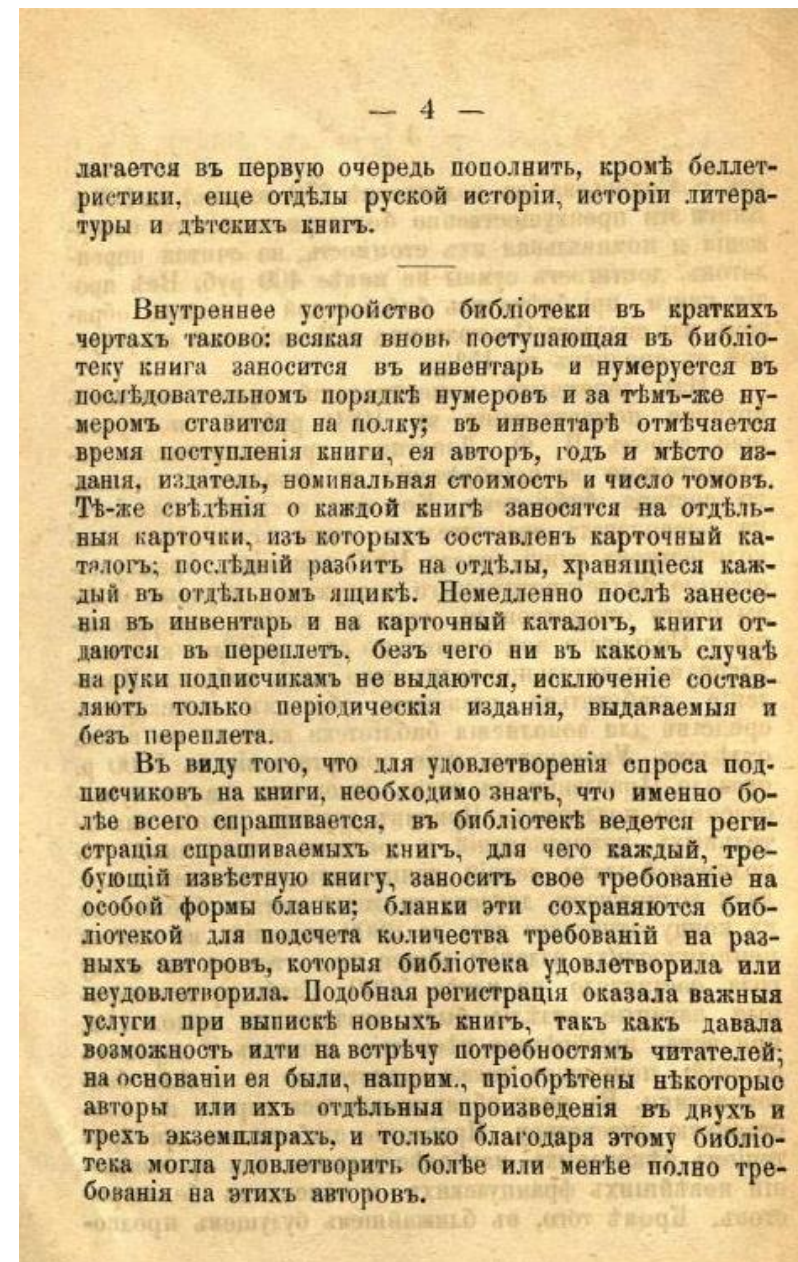 — 4 —
лагается въ первую очередь пополнить, кромѣ беллет-
ристики, еще отдѣлы руской исторіи, исторіи литера-
туры и дѣтскихъ книгъ.
Внутреннее устройство библіотеки въ краткихъ
чертахъ таково: всякая вновь поступающая въ библіо-
теку книга заносится въ инвентарь и нумеруется въ
послѣдовательномъ порядкѣ нумеровъ и за тѣмъ-же ну-
меромъ ставится на полку; въ инвентарѣ отмѣчается
время поступленія книги, ея авторъ, годъ и мѣсто из-
данія, издатель, номинальная стоимость и число томовъ.
Тѣ-же свѣдѣнія о каждой книгѣ заносятся на отдѣль-
ныя карточки, изъ которыхъ составленъ карточный ка-
талогъ; послѣдній разбитъ на отдѣлы, хранящіеся каж-
дый въ отдѣльномъ ящикѣ. Немедленно послѣ занесе-
нія въ инвентарь и на карточный каталогъ, книги от-
даются въ переплетъ, безъ чего ни въ какомъ случаѣ
на руки подписчикамъ не выдаются, исключеніе состав-
ляютъ только періодическія изданія, выдаваемыя и
безъ переплета.
Въ виду того, что для удовлетворенія спроса под-
писчиковъ на книги, необходимо знать, что именно бо-
лѣе всего спрашивается, въ библіотекѣ ведется реги-
страція спрашиваемыхъ книгъ, для чего каждый, тре-
бующій извѣстную книгу, заноситъ свое требованіе на
особой формы бланки; бланки эти сохраняются биб-
ліотекой для подсчета количества требованій на раз-
ныхъ авторовъ, которыя библіотека удовлетворила или
неудовлетворила. Подобная регистрація оказала важныя
услуги при выпискѣ новыхъ книгъ, такъ какъ давала
возможность идти на встрѣчу потребностямъ читателей;
на основаніи ея были, наприм., пріобрѣтены нѣкоторые
авторы или ихъ отдѣльныя произведенія въ двухъ и
трехъ экземплярахъ, и только благодаря этому библіо-
тека могла удовлетворить болѣе или менѣе полно тре-
бованія на этихъ авторовъ.